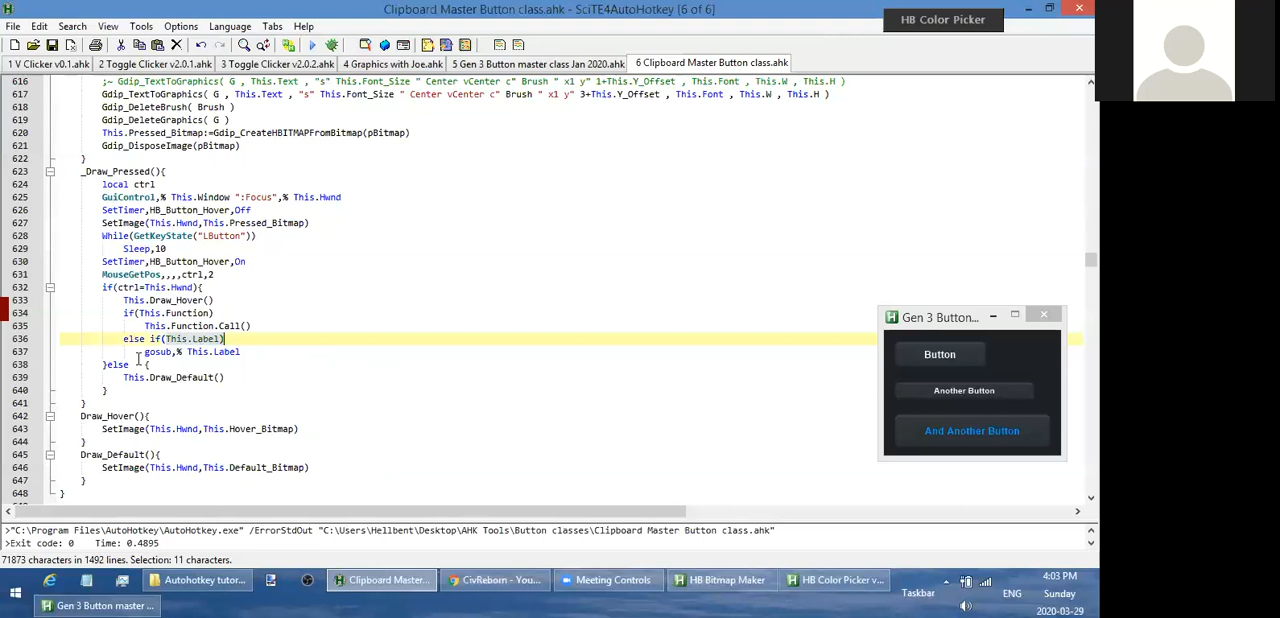 Clipboard Master Button class.ahk - SciTE4AutoHotkey [6 of 6]
HB Color Picker
File Edit Search View Tools Options Language Tabs Help
1 V Clicker v0.1.ahk 2 Toggle Clicker v2.0.1.ahk 3 Toggle Clicker v2.0.2.ahk 4 Graphics with Joe.ahk 5 Gen 3 Button master class Jan 2020.ahk 6 Clipboard Master Button class.ahk
616 ;~ Gdip_TextToGraphics( G , This.Text , "s" This.Font_Size " Center vCenter c" Brush " x1 y" 1+This.Y_Offset , This.Font , This.W , This.H )
617 Gdip_TextToGraphics( G , This.Text , "s" This.Font_Size " Center vCenter c" Brush " x1 y" 3+This.Y_Offset , This.Font , This.W , This.H )
618 Gdip_DeleteBrush( Brush )
619 Gdip_DeleteGraphics( G )
620 This.Pressed_Bitmap:=Gdip_CreateHBITMAPFromBitmap(pBitmap)
621 Gdip_DisposeImage(pBitmap)
622 }
623 _Draw_Pressed(){
624 local ctrl
625 GuiControl,% This.Window ":Focus",% This.Hwnd
626 SetTimer,HB_Button_Hover,Off
627 SetImage(This.Hwnd,This.Pressed_Bitmap)
628 While(GetKeyState("LButton"))
629 Sleep,10
630 SetTimer,HB_Button_Hover,On
631 MouseGetPos,,,,ctrl,2
632 if(ctrl=This.Hwnd){
633 This.Draw_Hover()
634 if(This.Function)
635 This.Function.Call()
636 else if(This.Label)
637 gosub,% This.Label
638 }else {
639 This.Draw_Default()
640 }
641 }
642 Draw_Hover(){
643 SetImage(This.Hwnd,This.Hover_Bitmap)
644 }
645 Draw_Default(){
646 SetImage(This.Hwnd,This.Default_Bitmap)
647 }
648 }
Gen 3 Button...
Button
Another Button
And Another Button
>"C:\Program Files\AutoHotkey\AutoHotkey.exe" /ErrorStdOut "C:\Users\Hellbent\Desktop\AHK Tools\Button classes\Clipboard Master Button class.ahk"
>Exit code: 0 Time: 0.4895
71873 characters in 1492 lines. Selection: 11 characters.
Autohotkey tutor... Clipboard Master... CivReborn - You... Meeting Controls HB Bitmap Maker HB Color Picker v... Taskbar ENG 4:03 PM
Sunday
Gen 3 Button master ... 2020-03-29